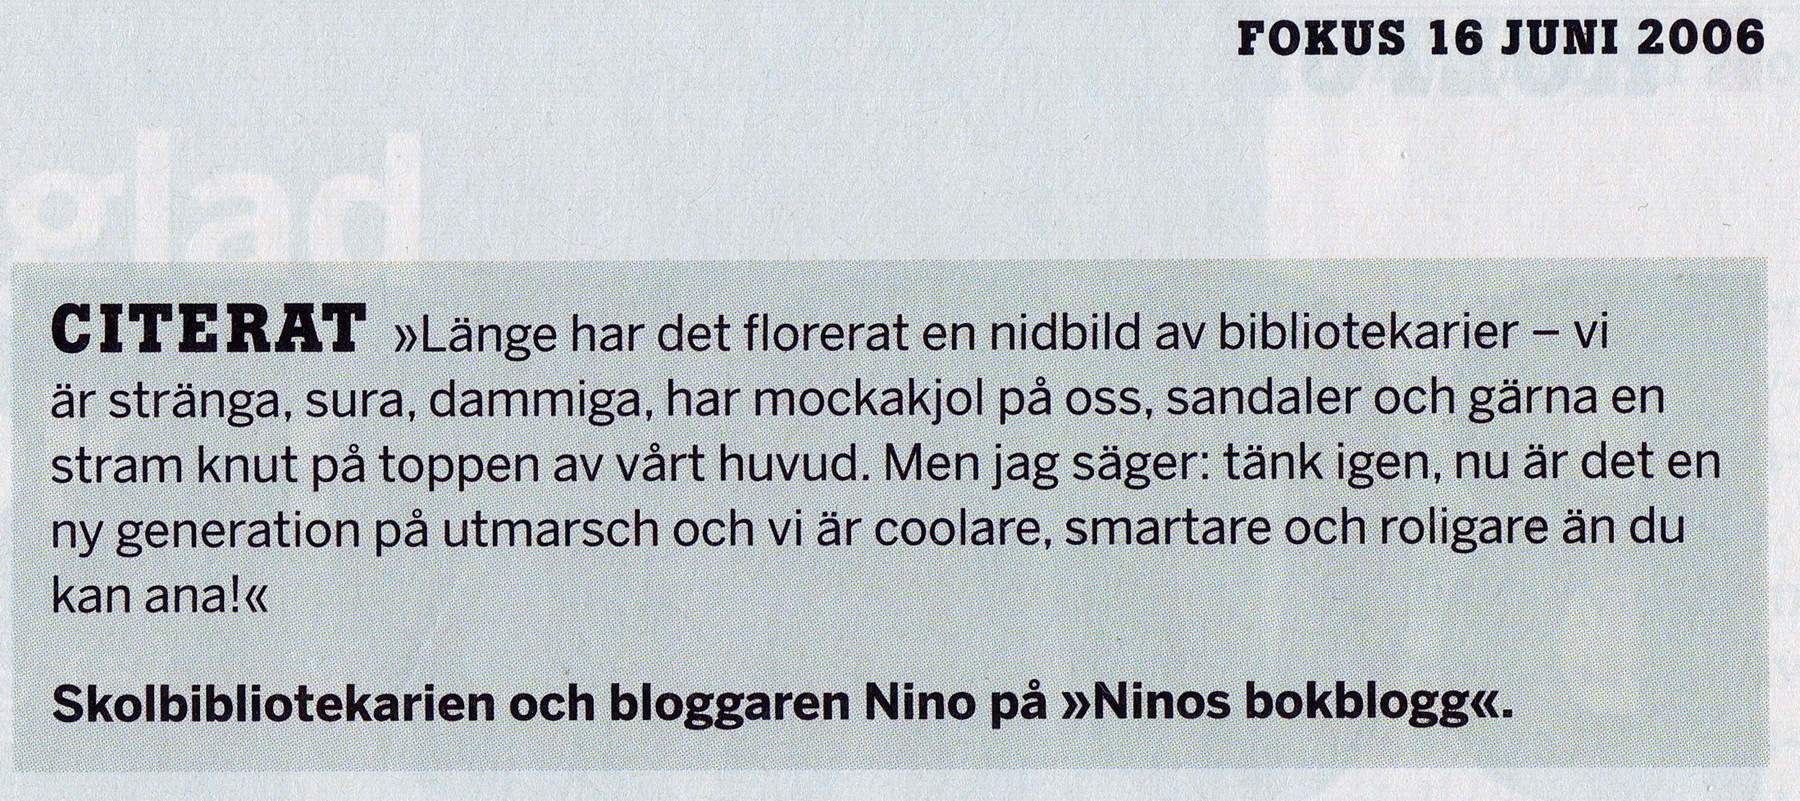 FOKUS 16 JUNI 2006
glad
CITERAT »Länge har det florerat en nidbild av bibliotekarier – vi
är stränga, sura, dammiga, har mockakjol på oss, sandaler och gärna en
stram knut på toppen av vårt huvud. Men jag säger: tänk igen, nu är det en
ny generation på utmarsch och vi är coolare, smartare och roligare än du
kan ana!«
Skolbibliotekarien och bloggaren Nino på »Ninos bokblogg«.